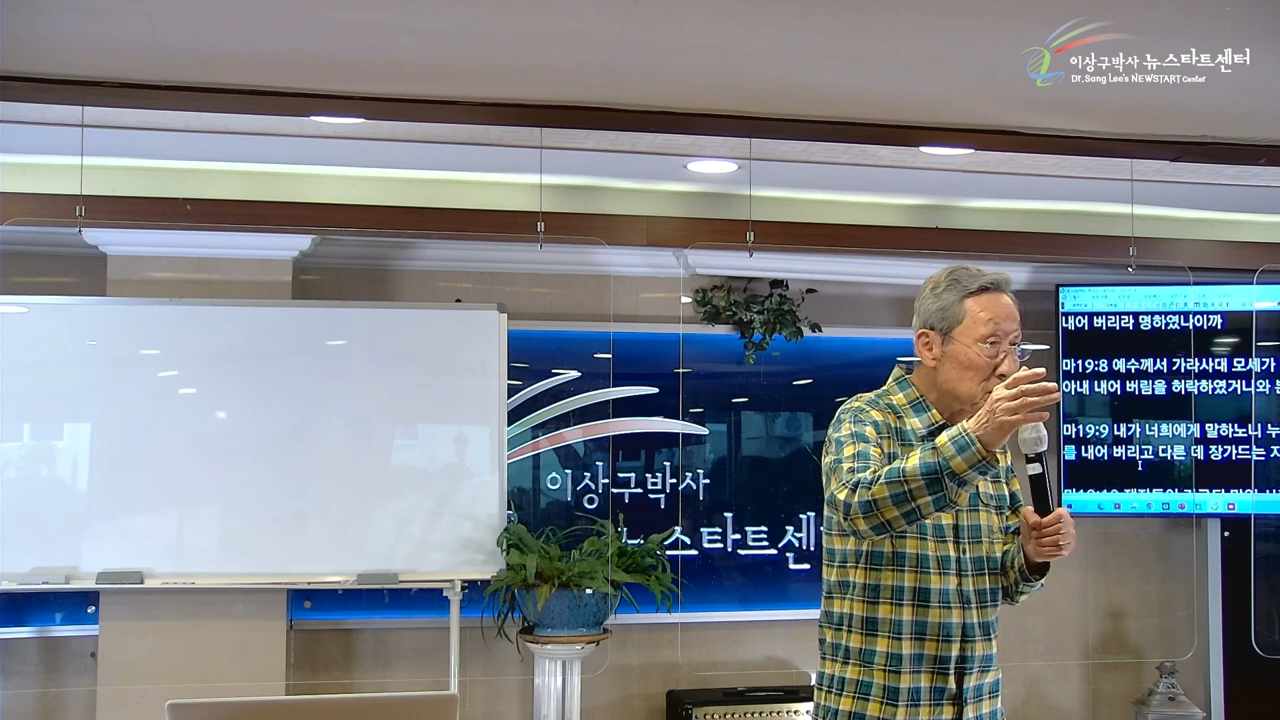 이상구박사 뉴스타트센터
Dr. Sang Lee's NEWSTART Center
내어 버리라 명하였나이까
마19:8 예수께서 가라사대 모세가
아내 내어 버림을 허락하였거니와
마19:9 내가 너희에게 말하노니
를 내어 버리고 다른 데 장가드는
이상구박사
스타트센